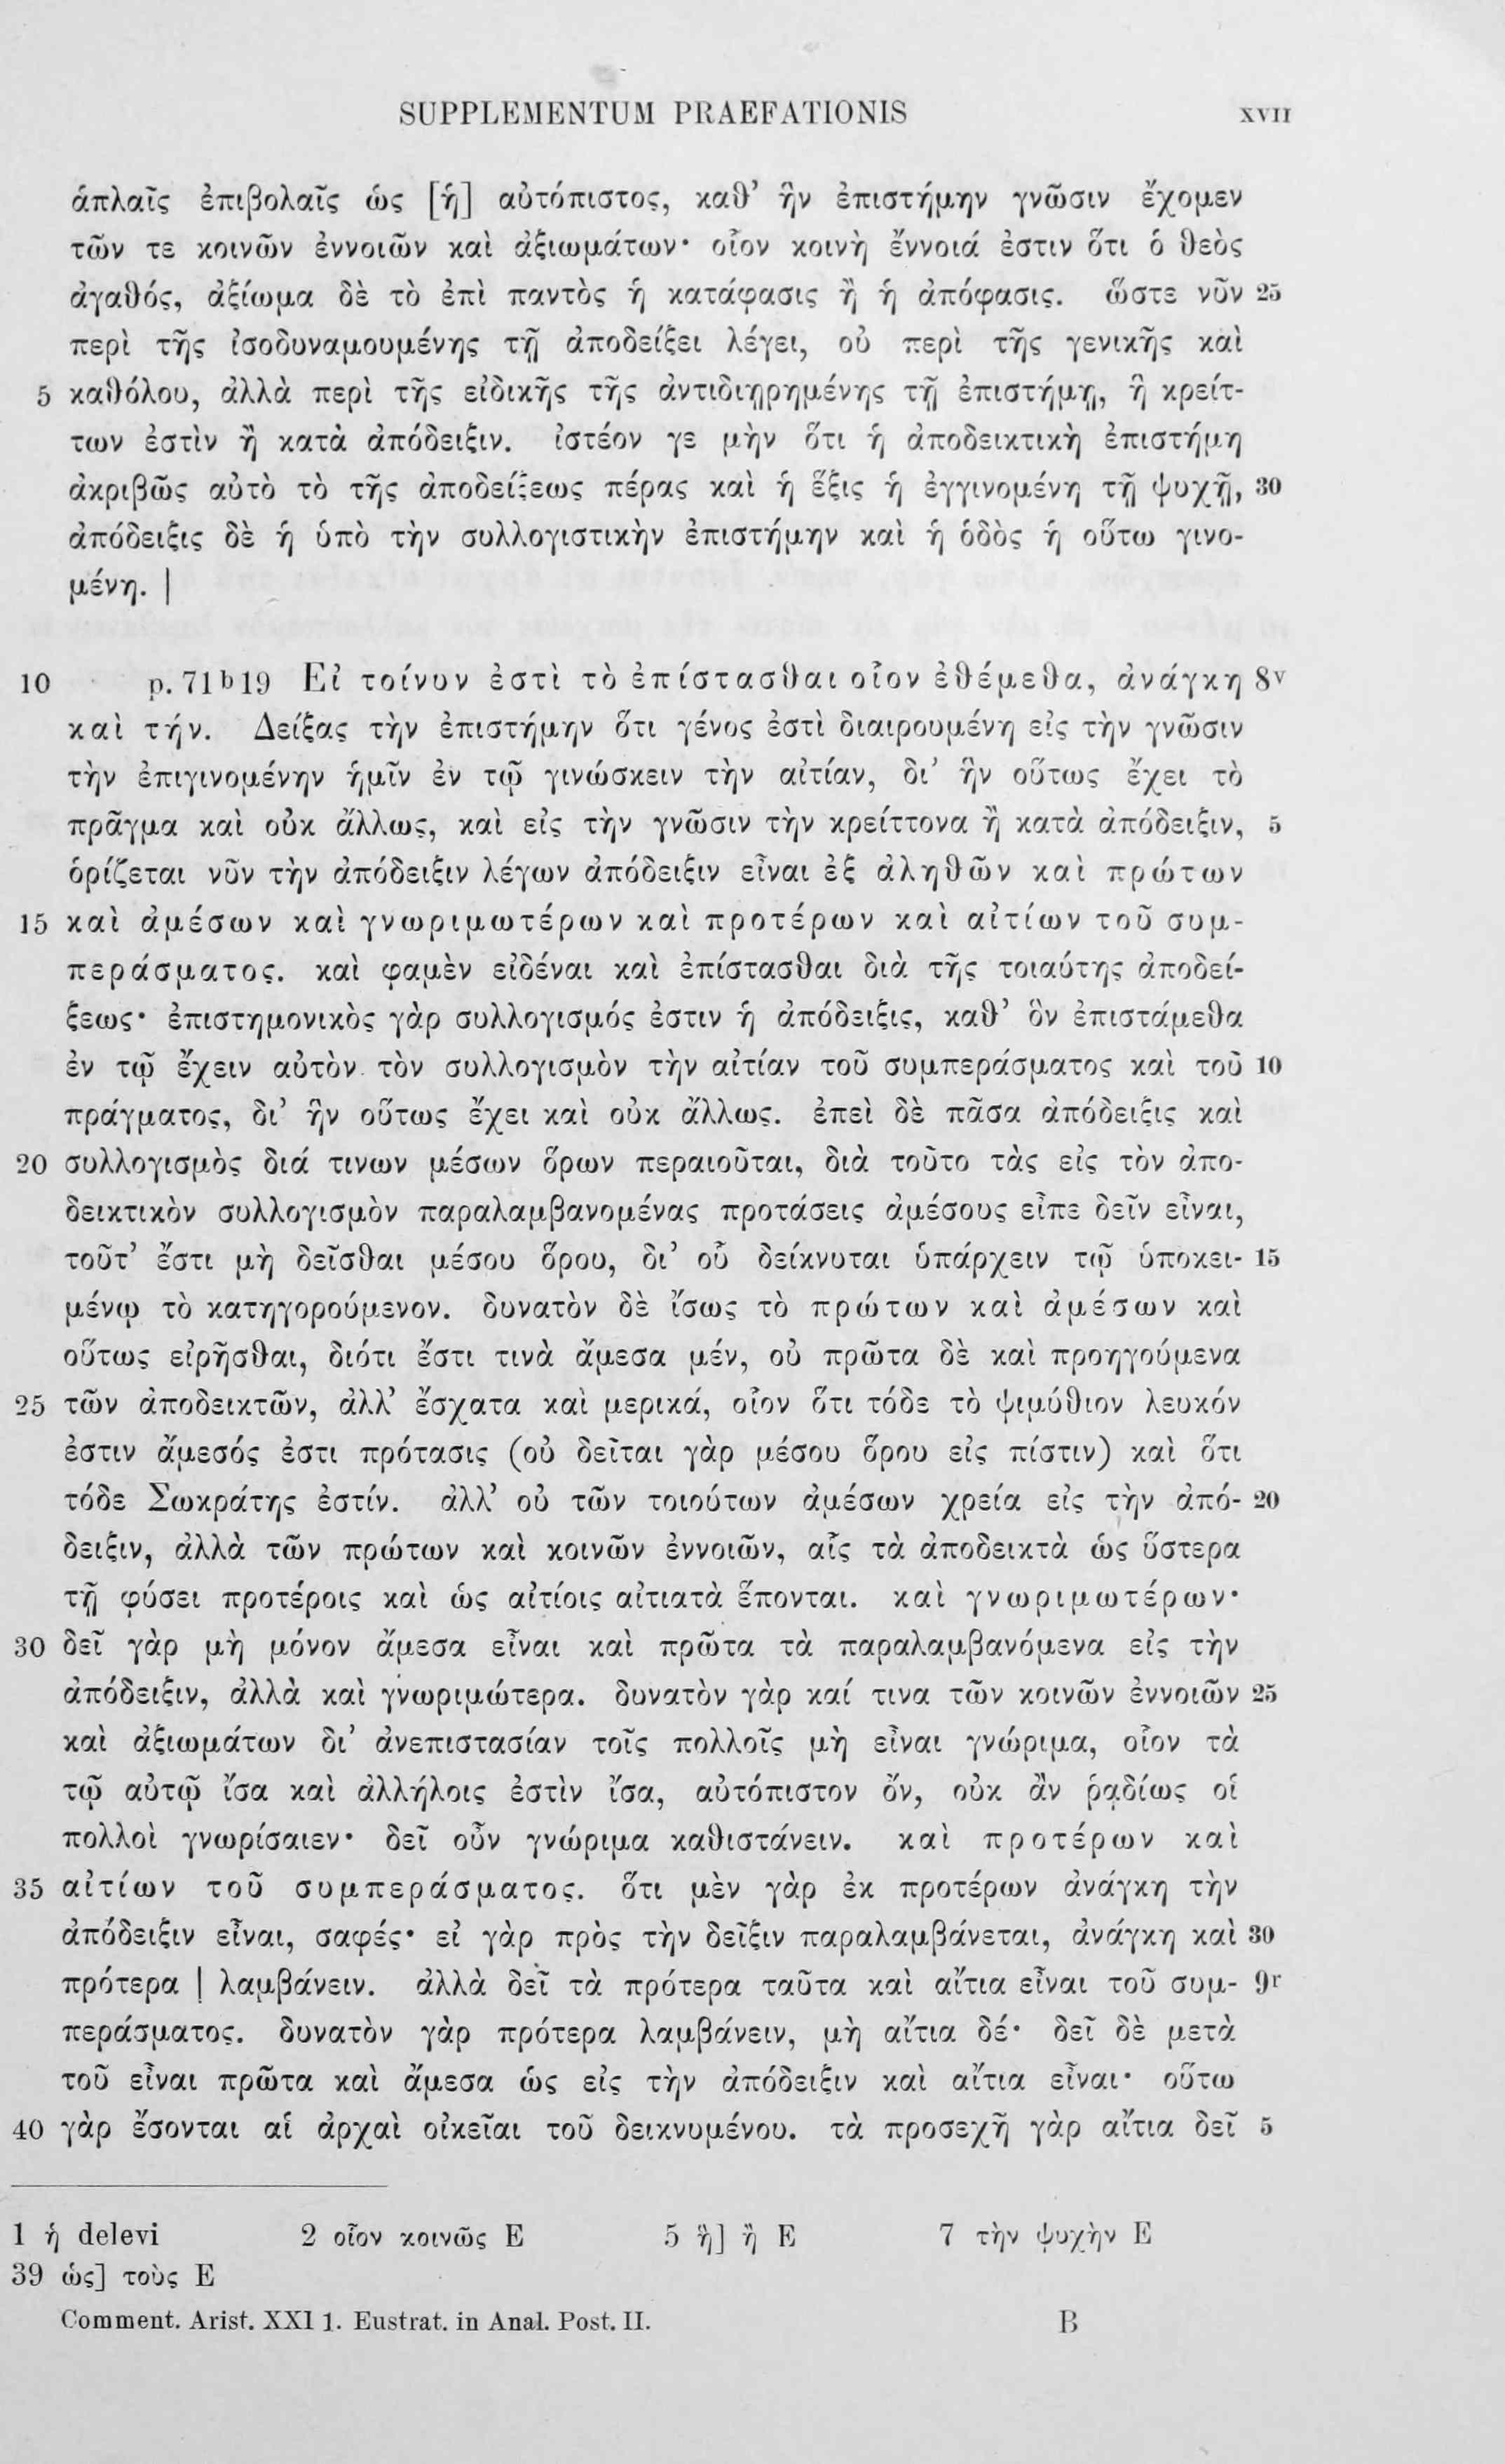 SUPPLEMENTUM PRAEFATIONIS XVII
ἁπλαῖς ἐπιβολαῖς ὡς [ἡ] αὐτόπιστος, καθ’ ἣν ἐπιστήμην γνῶσιν ἔχομεν
τῶν τε κοινῶν ἐννοιῶν καὶ ἀξιωμάτων· οἷον κοινὴ ἔννοιά ἐστιν ὅτι ὁ θεὸς
ἀγαθός, ἀξίωμα δὲ τὸ ἐπὶ παντὸς ἡ κατάφασις ἢ ἡ ἀπόφασις. ὥστε νῦν 25
περὶ τῆς ἰσοδυναμουμένης τῇ ἀποδείξει λέγει, οὐ περὶ τῆς γενικῆς καὶ
5 καθόλου, ἀλλὰ περὶ τῆς εἰδικῆς τῆς ἀντιδιῃρημένης τῇ ἐπιστήμῃ, ἣ κρείτ-
των ἐστὶν ἢ κατὰ ἀπόδειξιν. ἰστέον γε μὴν ὅτι ἡ ἀποδεικτικὴ ἐπιστήμη
ἀκριβῶς αὐτὸ τὸ τῆς ἀποδείξεως πέρας καὶ ἡ ἕξις ἡ ἐγγινομένη τῇ ψυχῇ, 30
ἀπόδειξις δὲ ἡ ὑπὸ τὴν συλλογιστικὴν ἐπιστήμην καὶ ἡ ὁδὸς ἡ οὕτω γινο-
μένη. |
10 p. 71b19 Εἰ τοίνυν ἐστὶ τὸ ἐπίστασθαι οἷον ἐθέμεθα, ἀνάγκη 8v
καὶ τήν. Δείξας τὴν ἐπιστήμην ὅτι γένος ἐστὶ διαιρουμένη εἰς τὴν γνῶσιν
τὴν ἐπιγινομένην ἡμῖν ἐν τῷ γινώσκειν τὴν αἰτίαν, δι’ ἣν οὕτως ἔχει τὸ
πρᾶγμα καὶ οὐκ ἄλλως, καὶ εἰς τὴν γνῶσιν τὴν κρείττονα ἢ κατὰ ἀπόδειξιν, 5
ὁρίζεται νῦν τὴν ἀπόδειξιν λέγων ἀπόδειξιν εἶναι ἐξ ἀληθῶν καὶ πρώτων
15 καὶ ἀμέσων καὶ γνωριμωτέρων καὶ προτέρων καὶ αἰτίων τοῦ συμ-
περάσματος. καὶ φαμὲν εἰδέναι καὶ ἐπίστασθαι διὰ τῆς τοιαύτης ἀποδεί-
ξεως· ἐπιστημονικὸς γὰρ συλλογισμός ἐστιν ἡ ἀπόδειξις, καθ’ ὃν ἐπιστάμεθα
ἐν τῷ ἔχειν αὐτὸν τὸν συλλογισμὸν τὴν αἰτίαν τοῦ συμπεράσματος καὶ τοῦ 10
πράγματος, δι’ ἣν οὕτως ἔχει καὶ οὐκ ἄλλως. ἐπεὶ δὲ πᾶσα ἀπόδειξις καὶ
20 συλλογισμὸς διά τινων μέσων ὅρων περαιοῦται, διὰ τοῦτο τὰς εἰς τὸν ἀπο-
δεικτικὸν συλλογισμὸν παραλαμβανομένας προτάσεις ἀμέσους εἶπε δεῖν εἶναι,
τοῦτ’ ἔστι μὴ δεῖσθαι μέσου ὅρου, δι’ οὗ δείκνυται ὑπάρχειν τῷ ὑποκει- 15
μένῳ τὸ κατηγορούμενον. δυνατὸν δὲ ἴσως τὸ πρώτων καὶ ἀμέσων καὶ
οὕτως εἰρῆσθαι, διότι ἔστι τινὰ ἄμεσα μέν, οὐ πρῶτα δὲ καὶ προηγούμενα
25 τῶν ἀποδεικτῶν, ἀλλ’ ἔσχατα καὶ μερικά, οἷον ὅτι τόδε τὸ ψιμύθιον λευκόν
ἐστιν ἄμεσός ἐστι πρότασις (οὐ δεῖται γὰρ μέσου ὅρου εἰς πίστιν) καὶ ὅτι
τόδε Σωκράτης ἐστίν. ἀλλ’ οὐ τῶν τοιούτων ἀμέσων χρεία εἰς τὴν ἀπό- 20
δειξιν, ἀλλὰ τῶν πρώτων καὶ κοινῶν ἐννοιῶν, αἷς τὰ ἀποδεικτὰ ὡς ὕστερα
τῇ φύσει προτέροις καὶ ὡς αἰτίοις αἰτιατὰ ἕπονται. καὶ γνωριμωτέρων·
30 δεῖ γὰρ μὴ μόνον ἄμεσα εἶναι καὶ πρῶτα τὰ παραλαμβανόμενα εἰς τὴν
ἀπόδειξιν, ἀλλὰ καὶ γνωριμώτερα. δυνατὸν γὰρ καί τινα τῶν κοινῶν ἐννοιῶν 25
καὶ ἀξιωμάτων δι’ ἀνεπιστασίαν τοῖς πολλοῖς μὴ εἶναι γνώριμα, οἷον τὰ
τῷ αὐτῷ ἴσα καὶ ἀλλήλοις ἐστὶν ἴσα, αὐτόπιστον ὄν, οὐκ ἂν ῥᾳδίως οἱ
πολλοὶ γνωρίσαιεν· δεῖ οὖν γνώριμα καθιστάνειν. καὶ προτέρων καὶ
35 αἰτίων τοῦ συμπεράσματος. ὅτι μὲν γὰρ ἐκ προτέρων ἀνάγκη τὴν
ἀπόδειξιν εἶναι, σαφές· εἰ γὰρ πρὸς τὴν δεῖξιν παραλαμβάνεται, ἀνάγκη καὶ 30
πρότερα | λαμβάνειν. ἀλλὰ δεῖ τὰ πρότερα ταῦτα καὶ αἴτια εἶναι τοῦ συμ- 9r
περάσματος. δυνατὸν γὰρ πρότερα λαμβάνειν, μὴ αἴτια δέ· δεῖ δὲ μετὰ
τοῦ εἶναι πρῶτα καὶ ἄμεσα ὡς εἰς τὴν ἀπόδειξιν καὶ αἴτια εἶναι· οὕτω
40 γὰρ ἔσονται αἱ ἀρχαὶ οἰκεῖαι τοῦ δεικνυμένου. τὰ προσεχῆ γὰρ αἴτια δεῖ 5
1 ἡ delevi 2 οἷον κοινῶς E 5 ἣ] ἢ E 7 τὴν ψυχὴν E
39 ὡς] τοὺς E
Comment. Arist. XXI 1. Eustrat. in Anal. Post. II. B